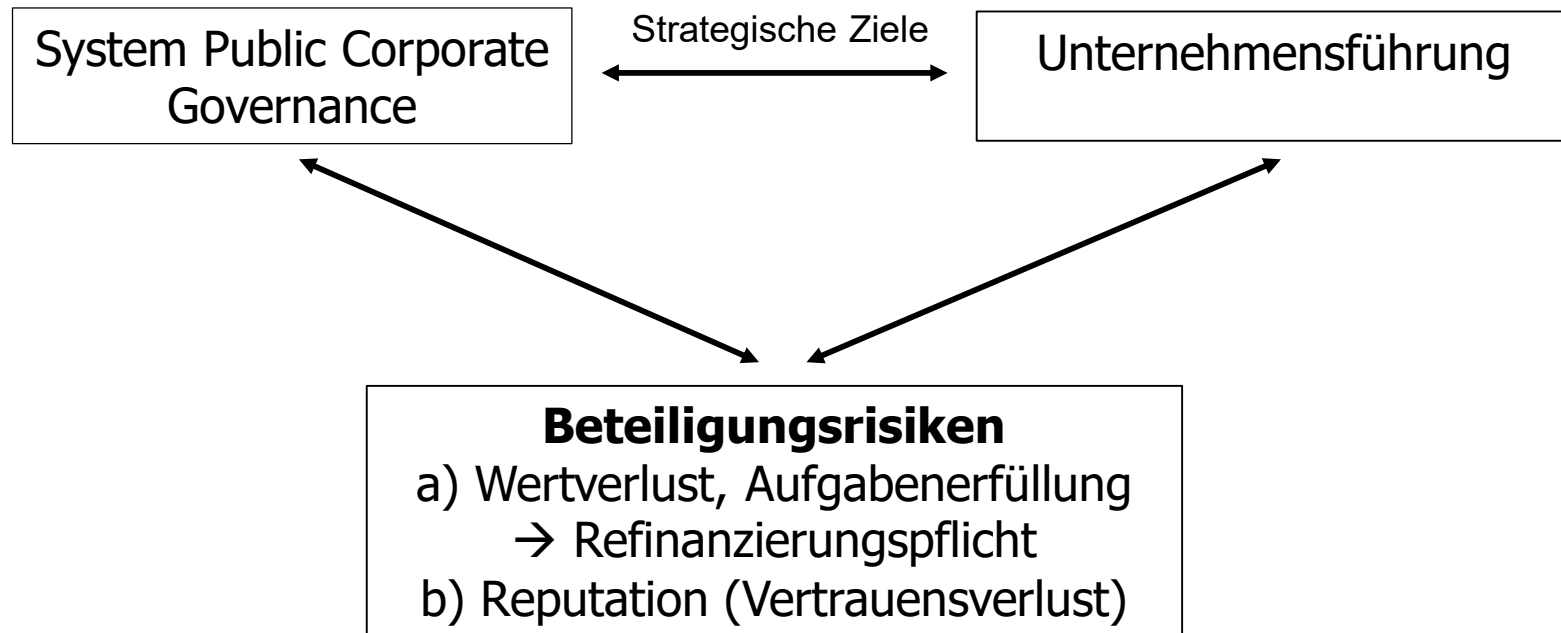 System Public Corporate
Governance
Strategische Ziele
Unternehmensführung
Beteiligungsrisiken
a) Wertverlust, Aufgabenerfüllung
→ Refinanzierungspflicht
b) Reputation (Vertrauensverlust)